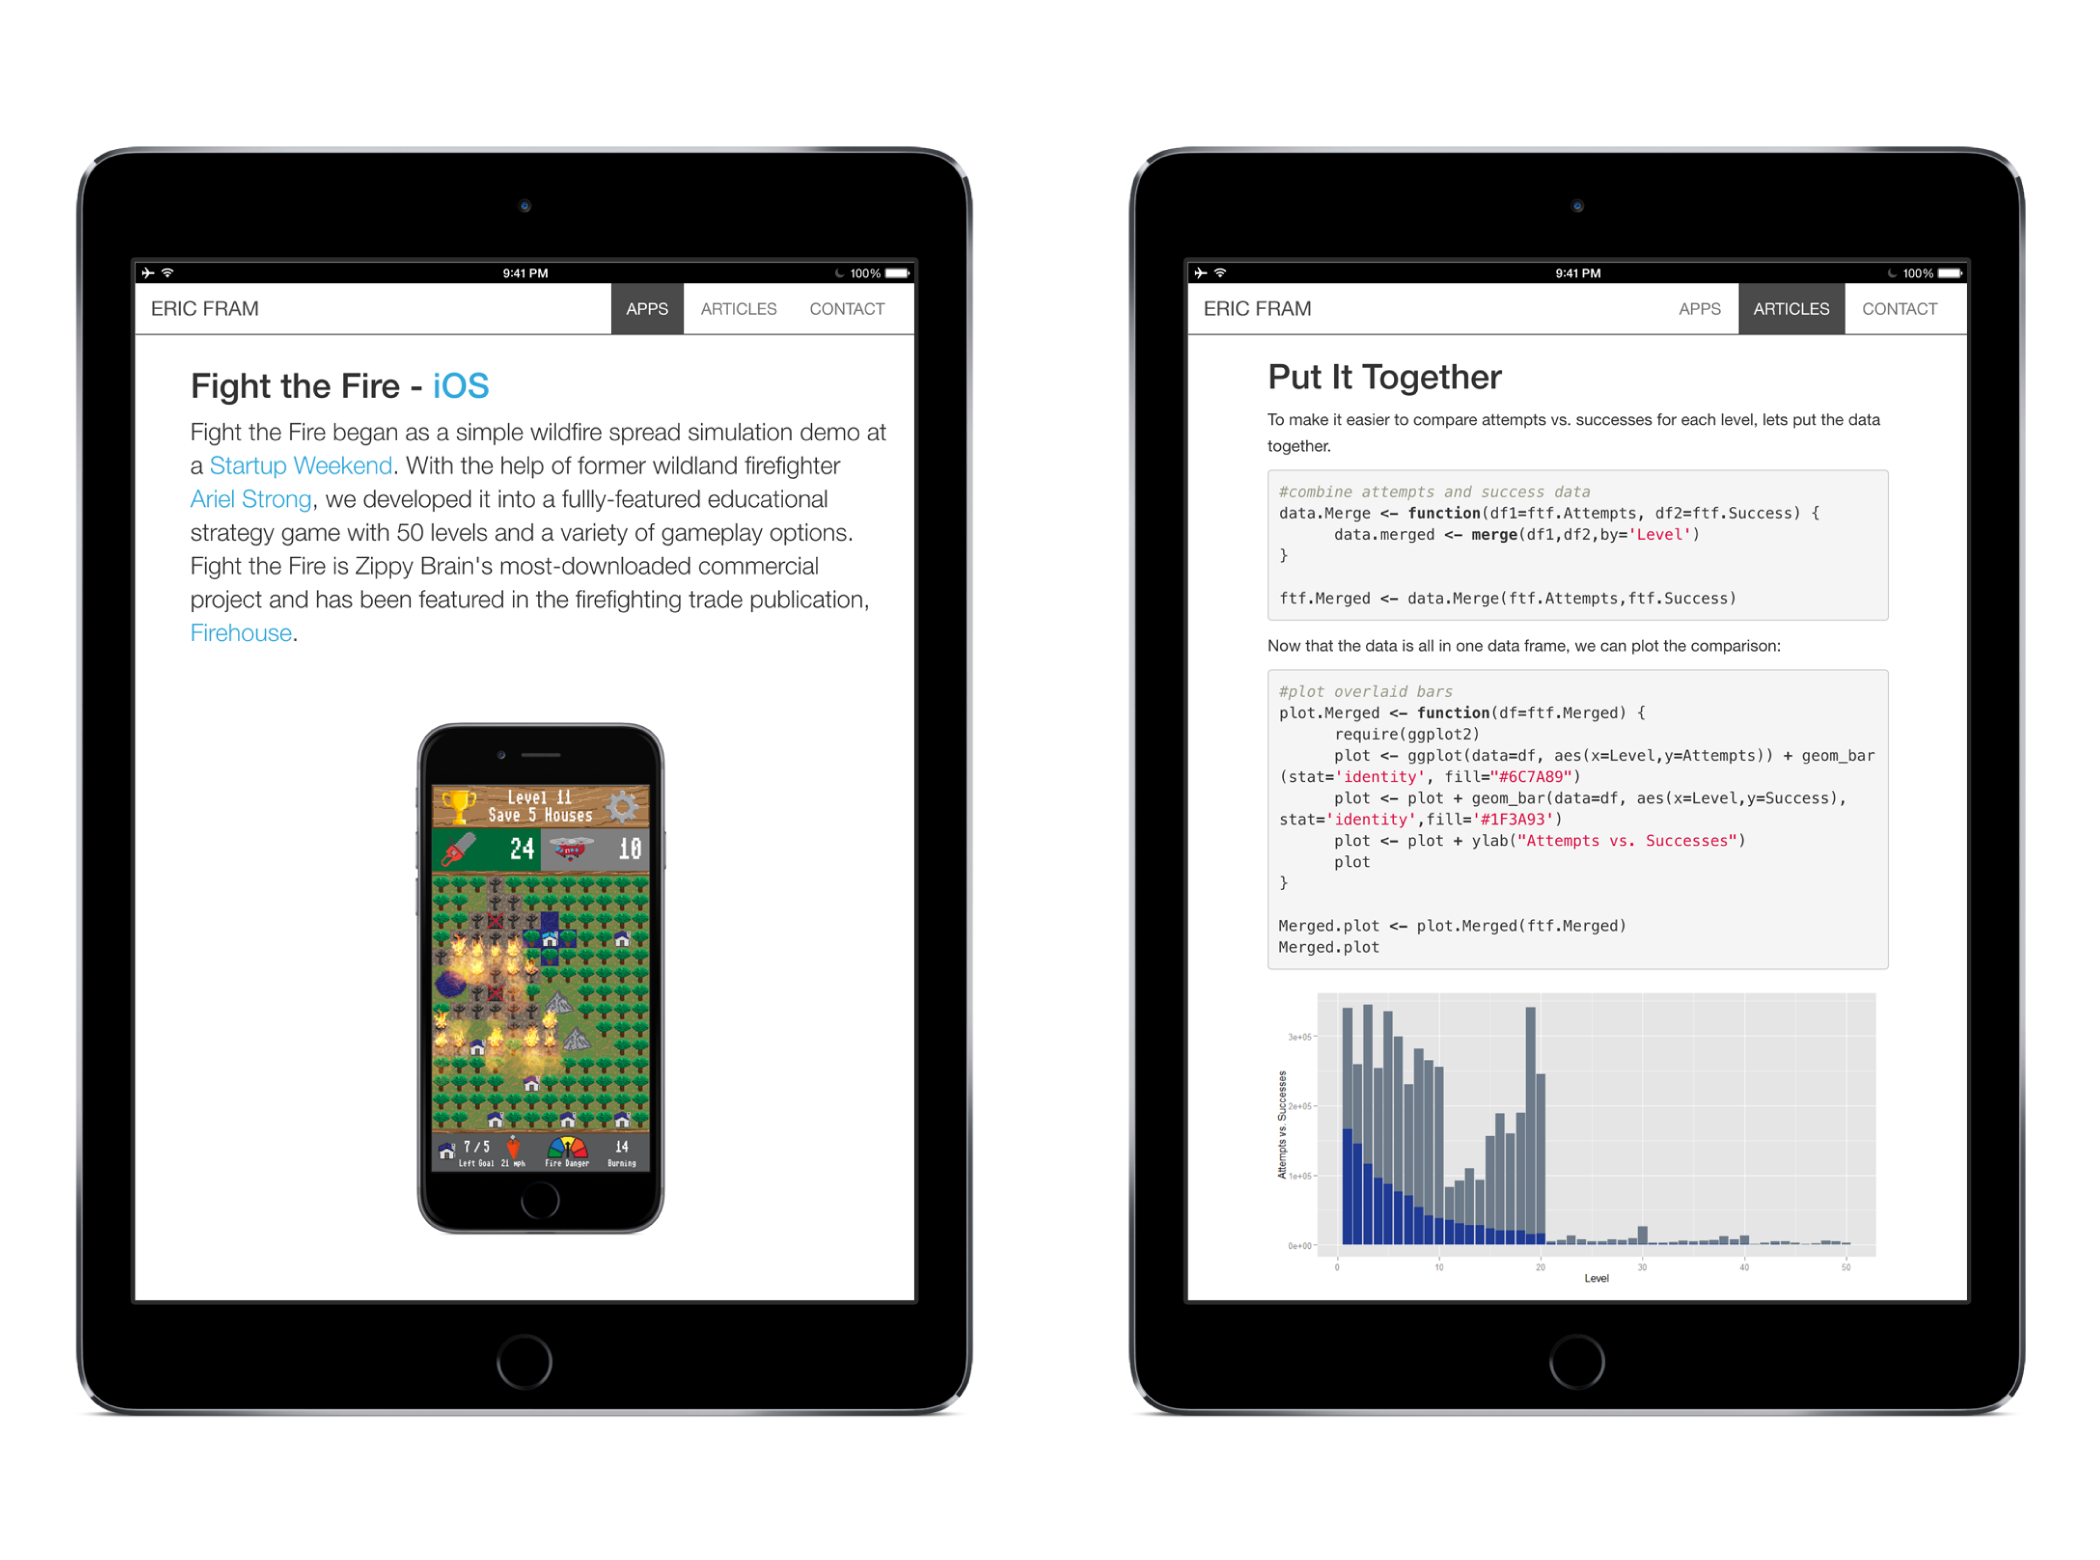 9:41 PM
100%
ERIC FRAM
APPS
ARTICLES
CONTACT
Fight the Fire - iOS
Fight the Fire began as a simple wildfire spread simulation demo at
a Startup Weekend. With the help of former wildland firefighter
Ariel Strong, we developed it into a fullly-featured educational
strategy game with 50 levels and a variety of gameplay options.
Fight the Fire is Zippy Brain's most-downloaded commercial
project and has been featured in the firefighting trade publication,
Firehouse.
Level 11
Save 5 Houses
24
10
7/5
14
Left Goal
21 mph
Fire Danger
Burning
9:41 PM
100%
ERIC FRAM
APPS
ARTICLES
CONTACT
Put It Together
To make it easier to compare attempts vs. successes for each level, lets put the data
together.
#combine attempts and success data
data.Merge <- function(df1=ftf.Attempts, df2=ftf.Success) {
data.merged <- merge(df1,df2,by='Level')
}
ftf.Merged <- data.Merge(ftf.Attempts,ftf.Success)
Now that the data is all in one data frame, we can plot the comparison:
#plot overlaid bars
plot.Merged <- function(df=ftf.Merged) {
require(ggplot2)
plot <- ggplot(data=df, aes(x=Level,y=Attempts)) + geom_bar
(stat='identity', fill="#6C7A89")
plot <- plot + geom_bar(data=df, aes(x=Level,y=Success),
stat='identity',fill='#1F3A93')
plot <- plot + ylab("Attempts vs. Successes")
plot
}
Merged.plot <- plot.Merged(ftf.Merged)
Merged.plot
Attempts vs. Successes
3e+05
2e+05
1e+05
0e+00
0
10
20
30
40
50
Level